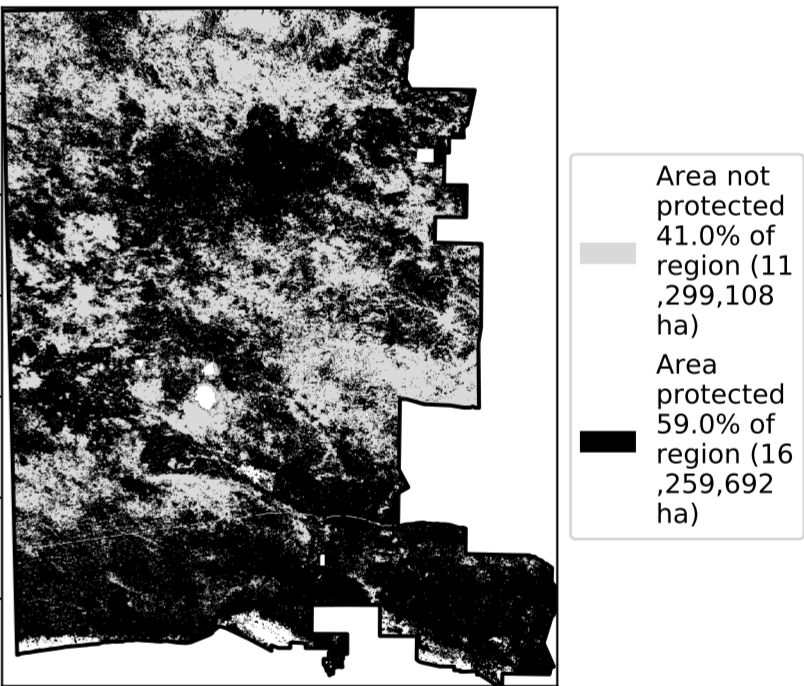 Area not
protected
41.0% of
region (11
,299,108
ha)
Area
protected
59.0% of
region (16
,259,692
ha)